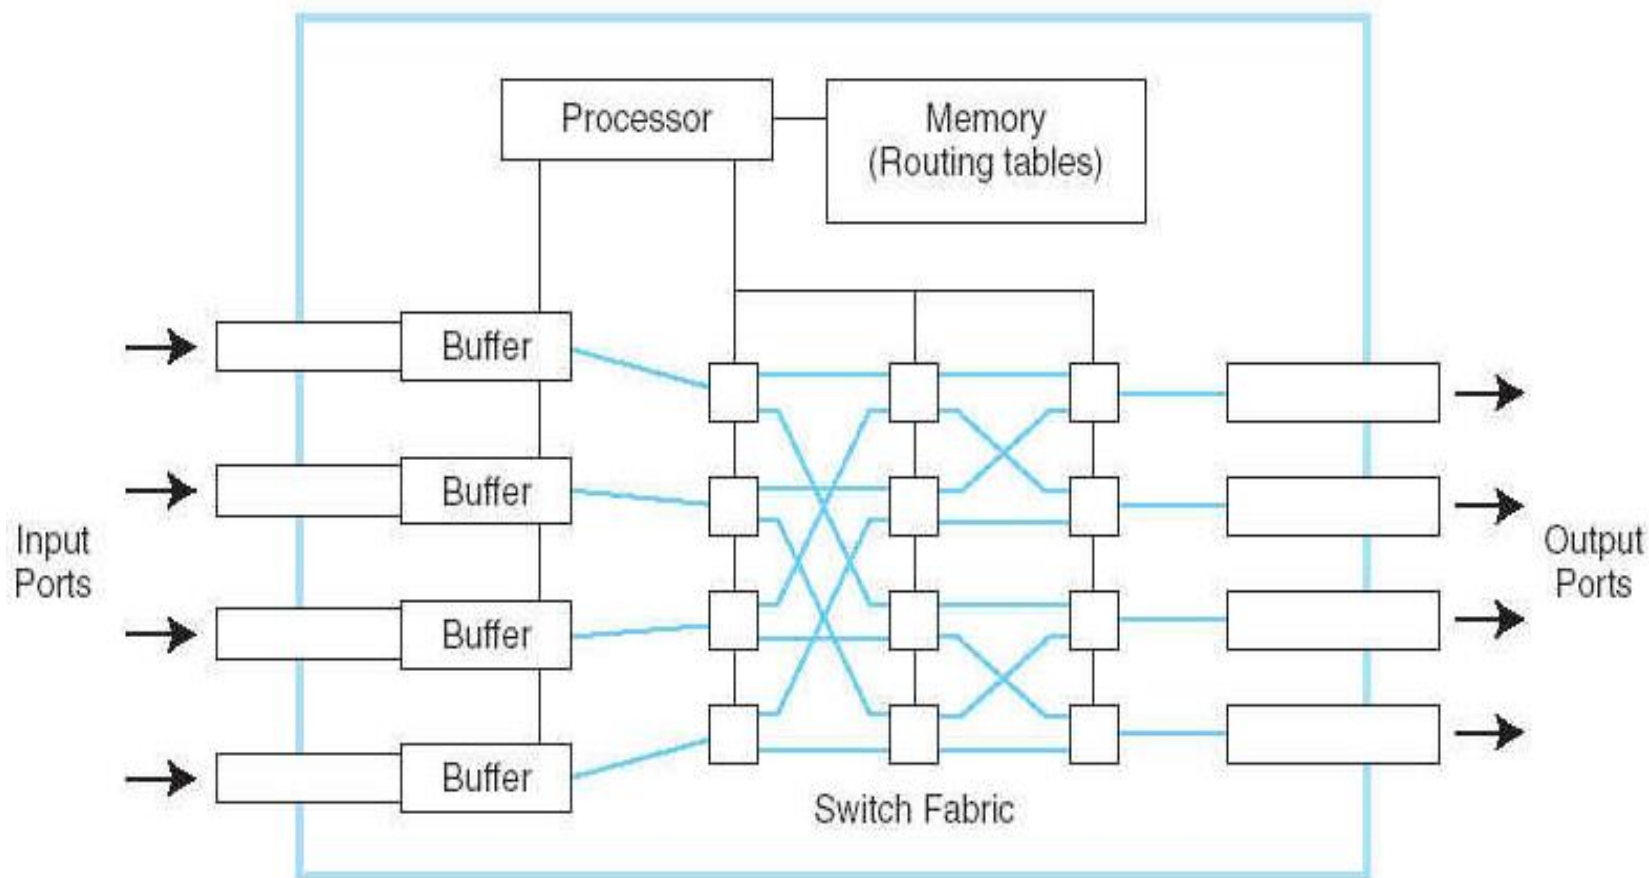 Processor
Memory
(Routing tables)
Buffer
Buffer
Input
Ports
Buffer
Buffer
Output
Ports
Switch Fabric